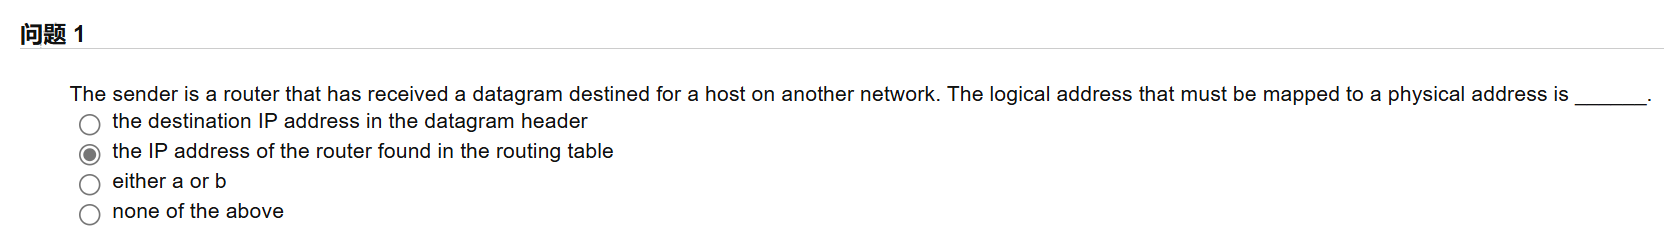 问题 1
The sender is a router that has received a datagram destined for a host on another network. The logical address that must be mapped to a physical address is ______.
the destination IP address in the datagram header
the IP address of the router found in the routing table
either a or b
none of the above